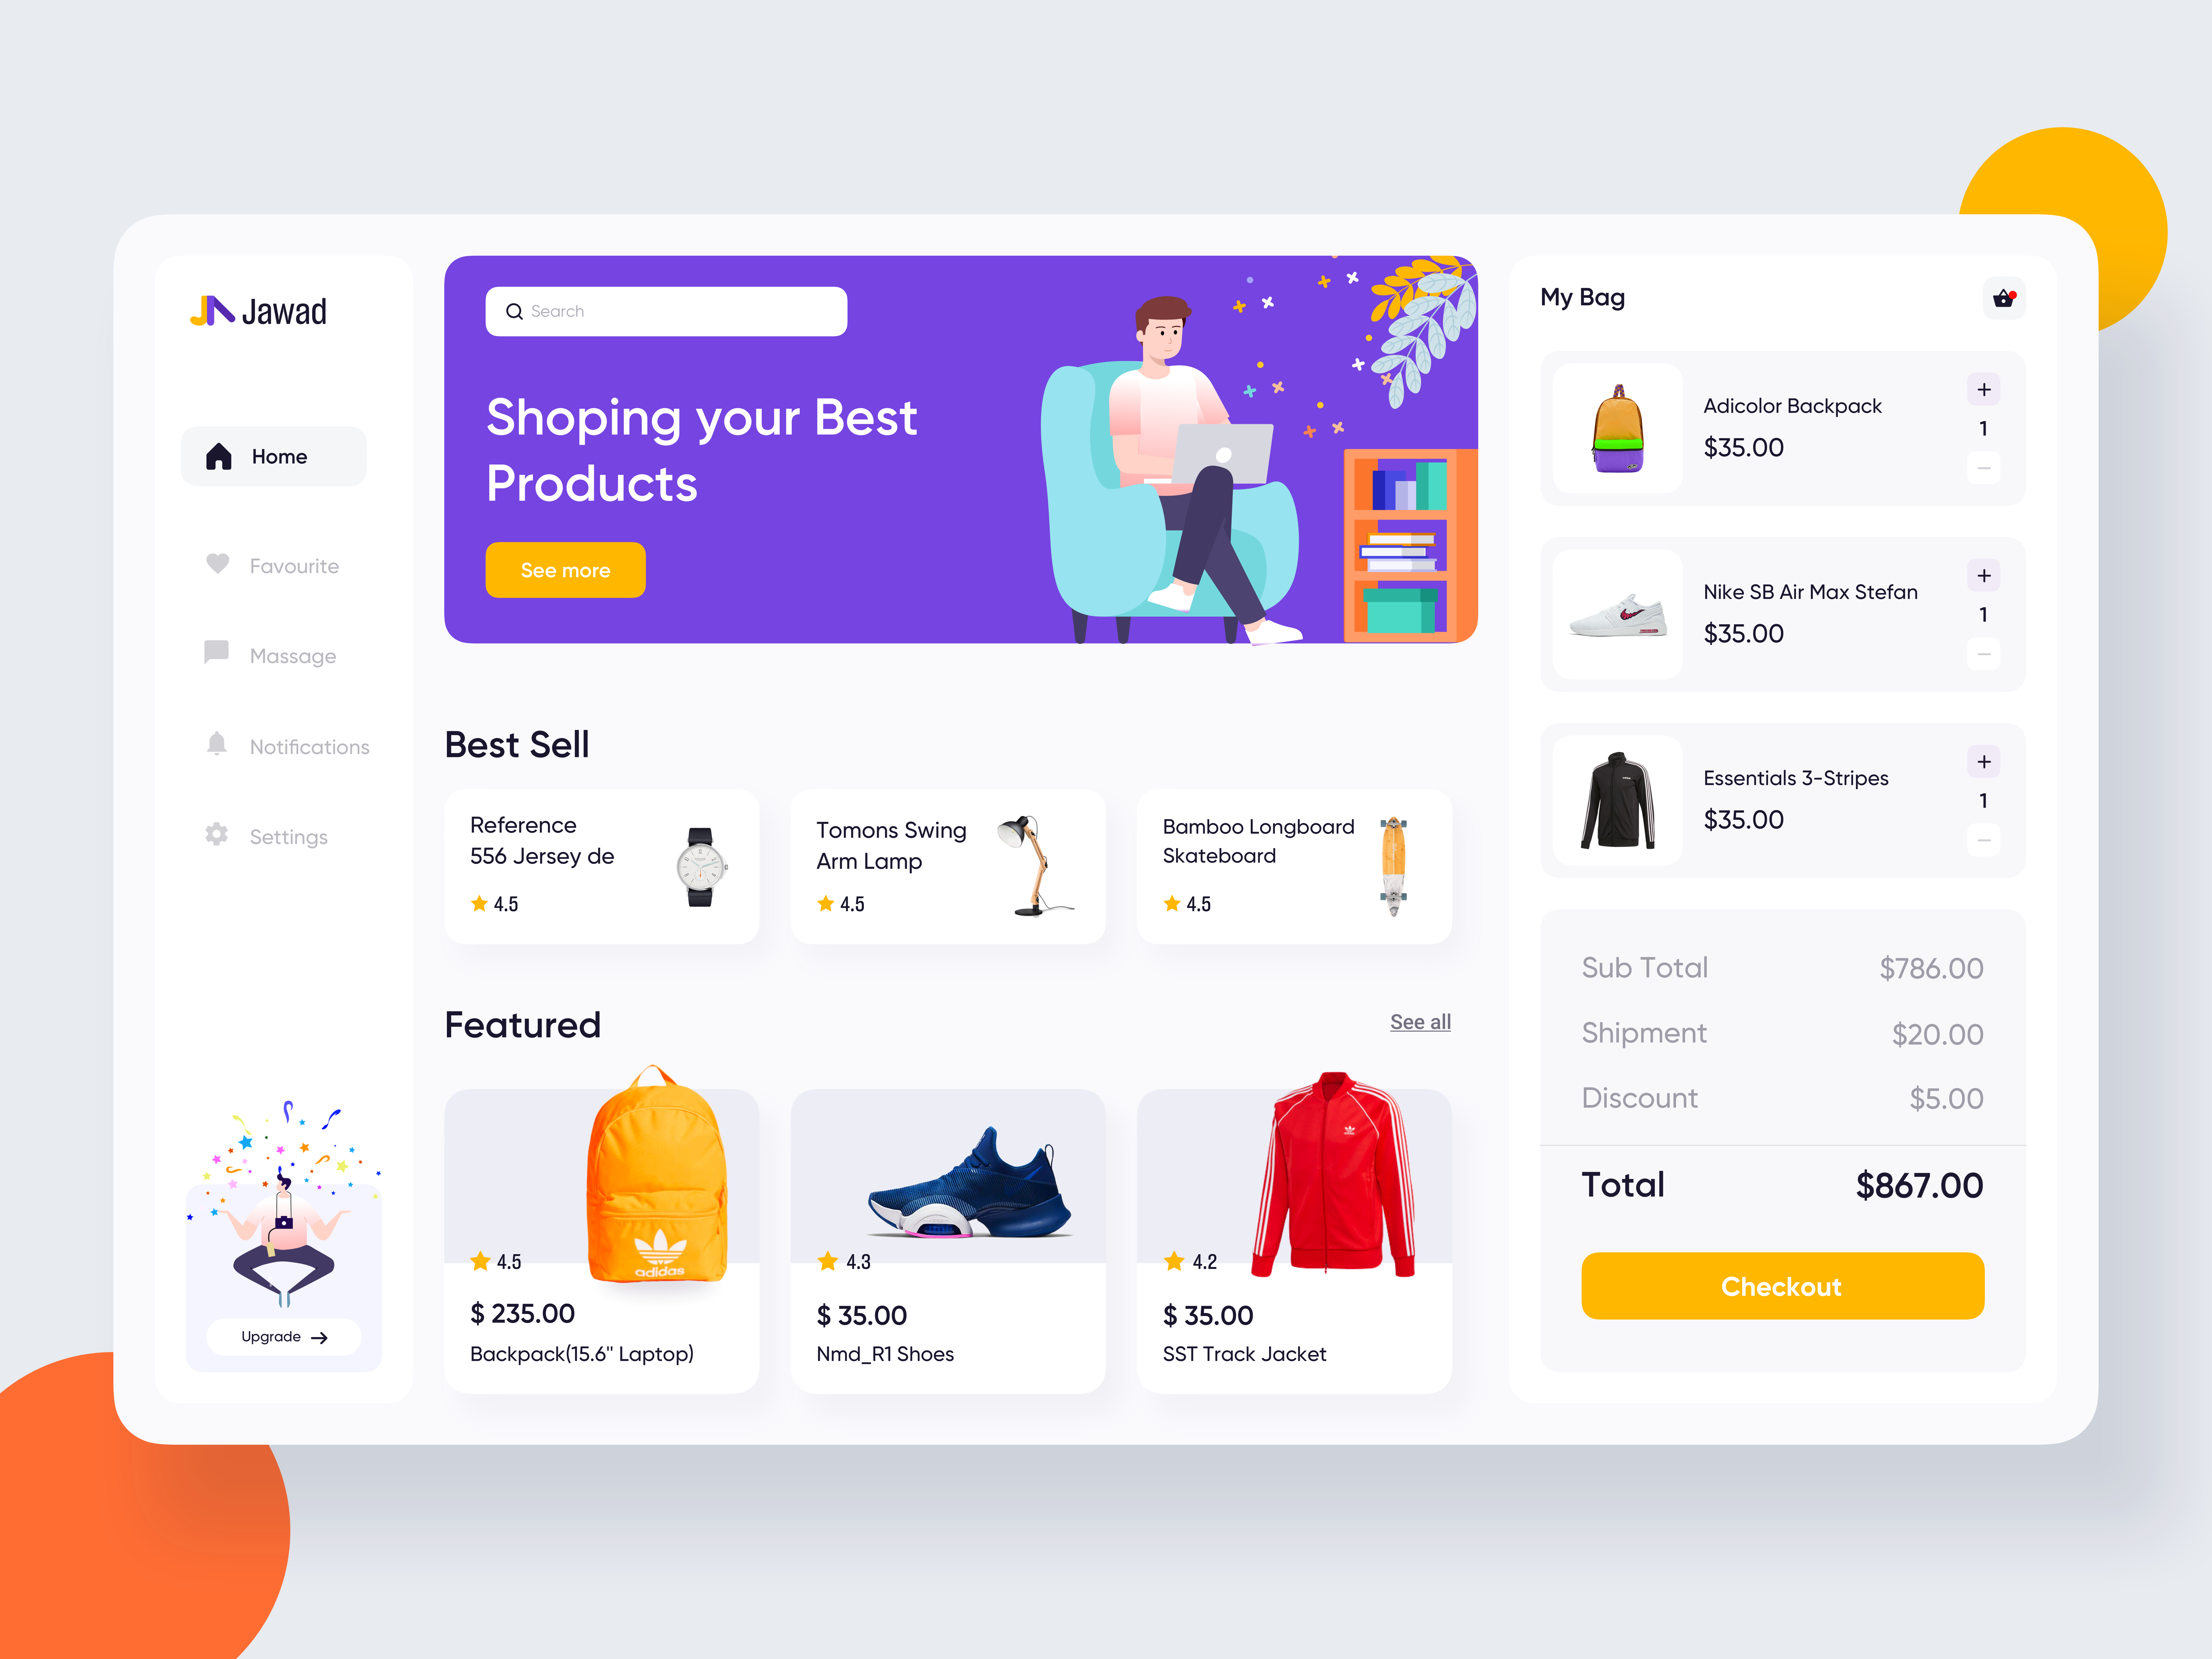 Jawad
Home
Favourite
Massage
Notifications
Settings
Upgrade
Search
Shoping your Best
Products
See more
Best Sell
Reference
556 Jersey de
4.5
Tomons Swing
Arm Lamp
4.5
Bamboo Longboard
Skateboard
4.5
Featured
See all
adidas
4.5
$ 235.00
Backpack(15.6" Laptop)
4.3
$ 35.00
Nmd_R1 Shoes
4.2
$ 35.00
SST Track Jacket
My Bag
Adicolor Backpack
$35.00
+
1
−
Nike SB Air Max Stefan
$35.00
+
1
−
Essentials 3-Stripes
$35.00
+
1
−
Sub Total $786.00
Shipment $20.00
Discount $5.00
Total $867.00
Checkout